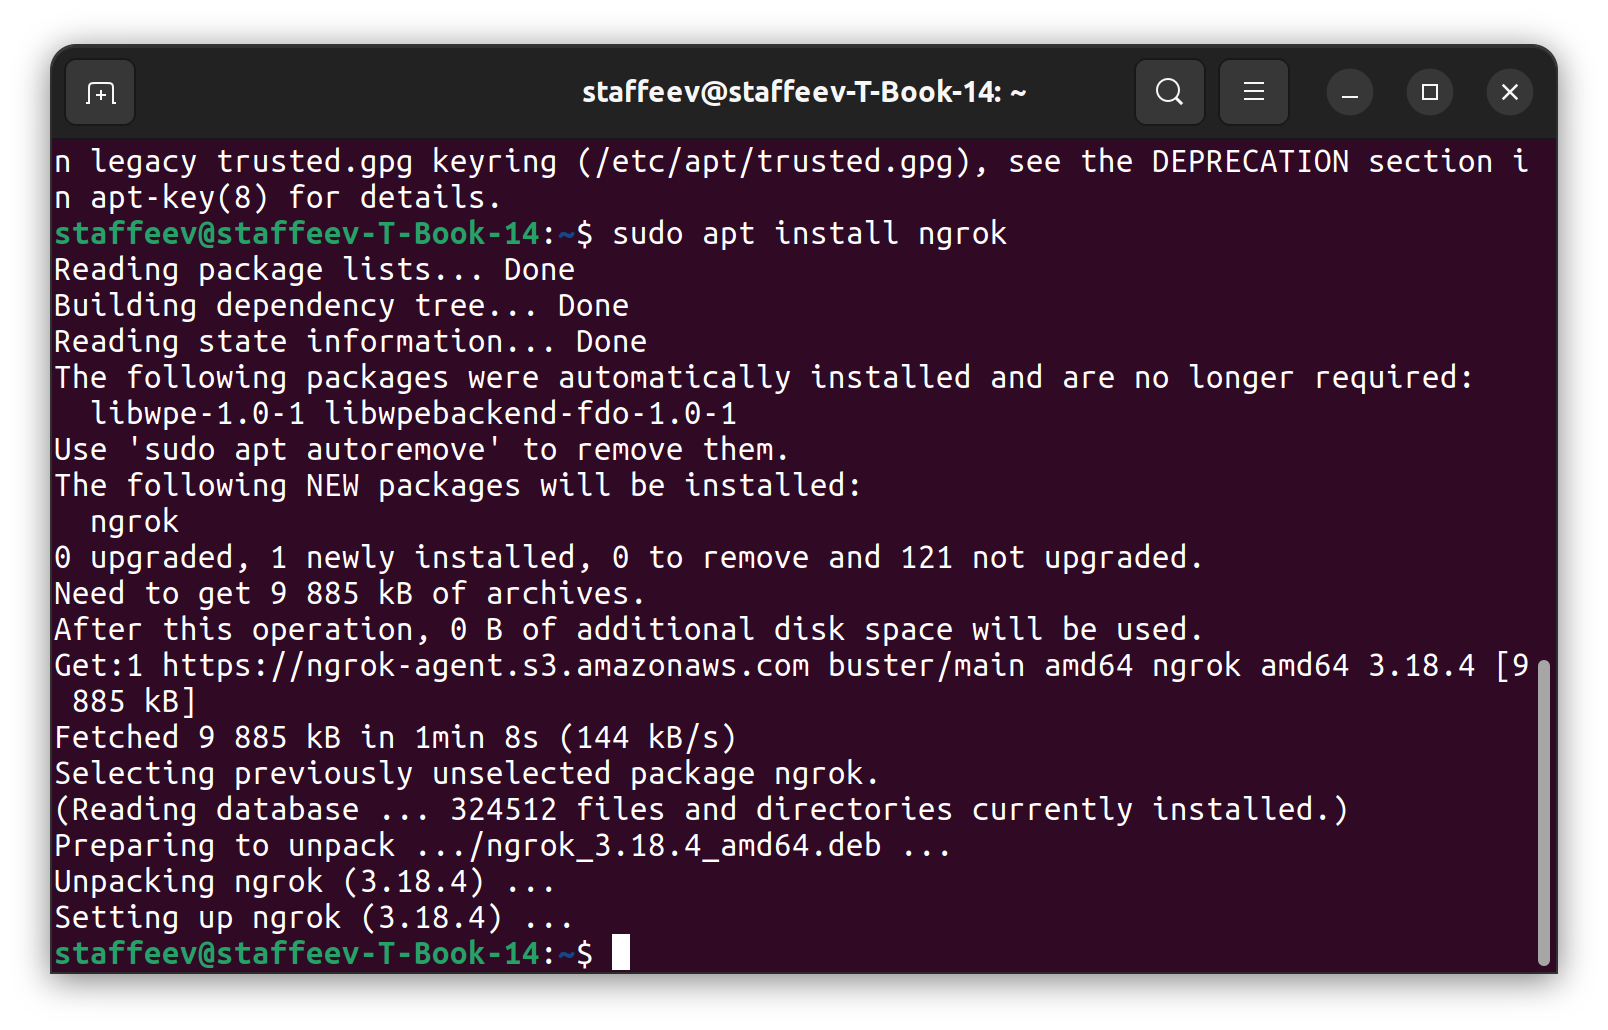 staffeev@staffeev-T-Book-14: ~
n legacy trusted.gpg keyring (/etc/apt/trusted.gpg), see the DEPRECATION section i
n apt-key(8) for details.
staffeev@staffeev-T-Book-14:~$ sudo apt install ngrok
Reading package lists... Done
Building dependency tree... Done
Reading state information... Done
The following packages were automatically installed and are no longer required:
  libwpe-1.0-1 libwpebackend-fdo-1.0-1
Use 'sudo apt autoremove' to remove them.
The following NEW packages will be installed:
  ngrok
0 upgraded, 1 newly installed, 0 to remove and 121 not upgraded.
Need to get 9 885 kB of archives.
After this operation, 0 B of additional disk space will be used.
Get:1 https://ngrok-agent.s3.amazonaws.com buster/main amd64 ngrok amd64 3.18.4 [9
 885 kB]
Fetched 9 885 kB in 1min 8s (144 kB/s)
Selecting previously unselected package ngrok.
(Reading database ... 324512 files and directories currently installed.)
Preparing to unpack .../ngrok_3.18.4_amd64.deb ...
Unpacking ngrok (3.18.4) ...
Setting up ngrok (3.18.4) ...
staffeev@staffeev-T-Book-14:~$